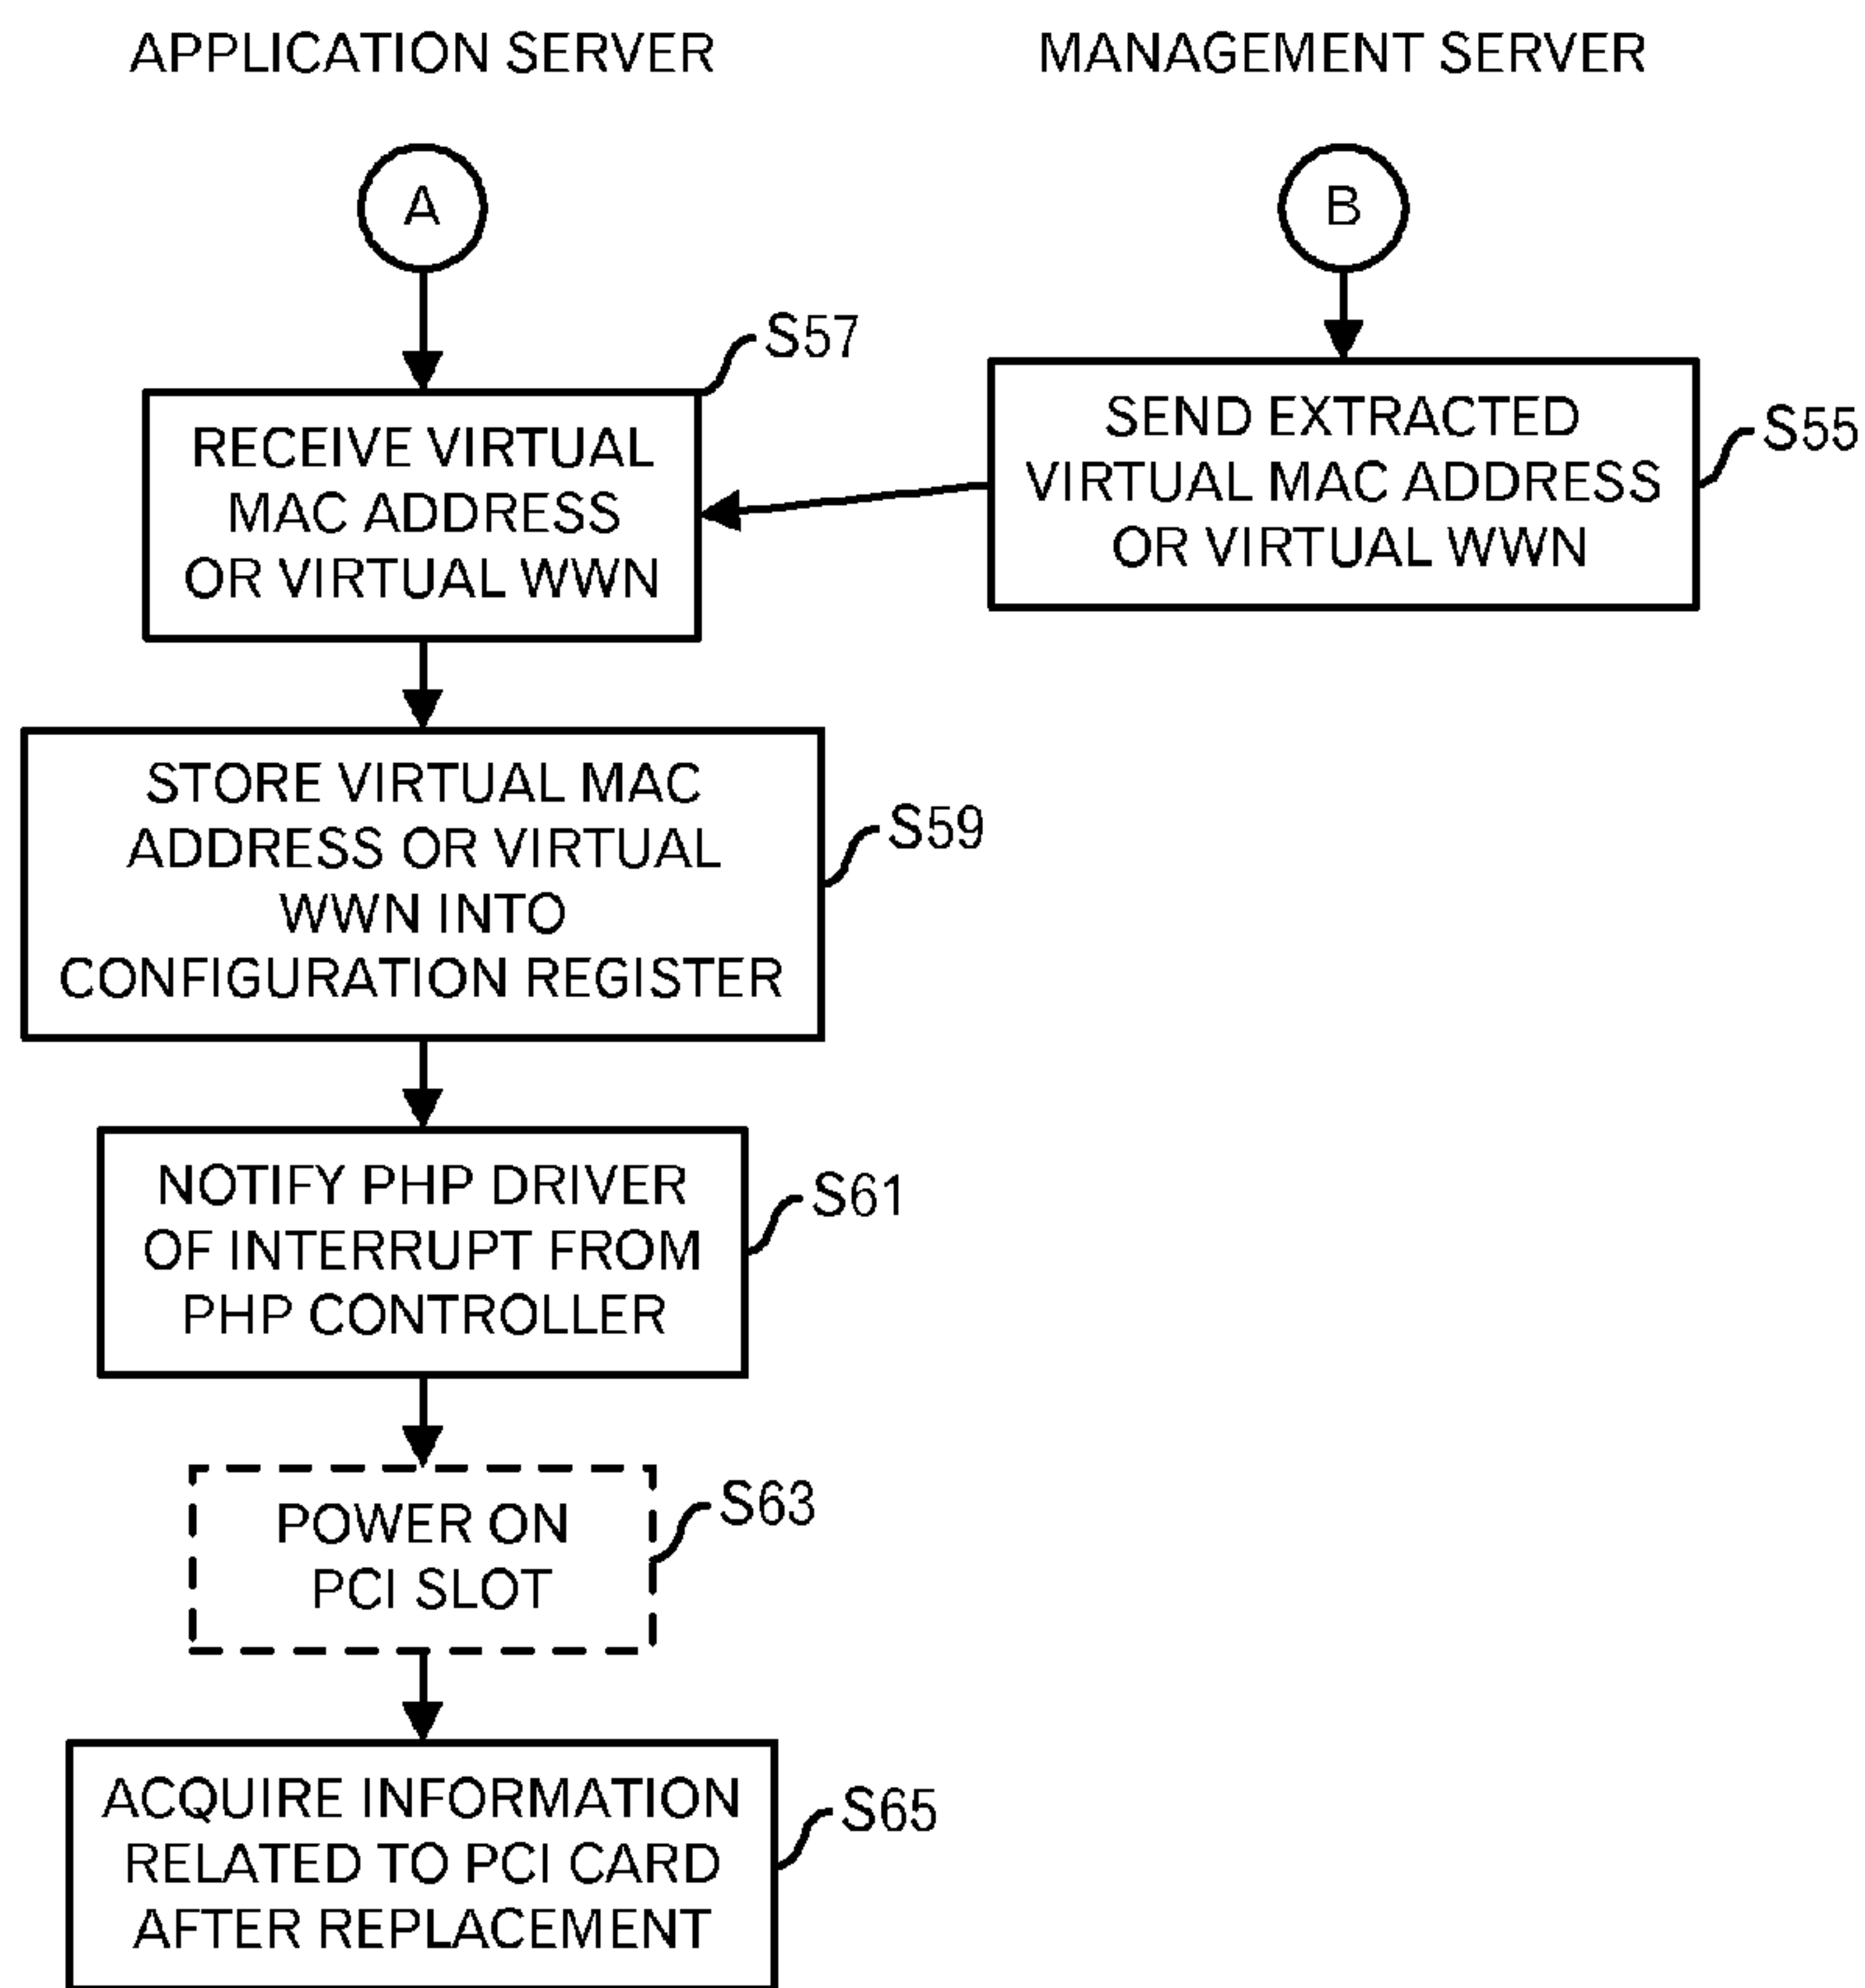 APPLICATION SERVER
MANAGEMENT SERVER
A
B
S57
RECEIVE VIRTUAL
MAC ADDRESS
OR VIRTUAL WWN
SEND EXTRACTED
VIRTUAL MAC ADDRESS
OR VIRTUAL WWN
S55
STORE VIRTUAL MAC
ADDRESS OR VIRTUAL
WWN INTO
CONFIGURATION REGISTER
S59
NOTIFY PHP DRIVER
OF INTERRUPT FROM
PHP CONTROLLER
S61
POWER ON
PCI SLOT
S63
ACQUIRE INFORMATION
RELATED TO PCI CARD
AFTER REPLACEMENT
S65